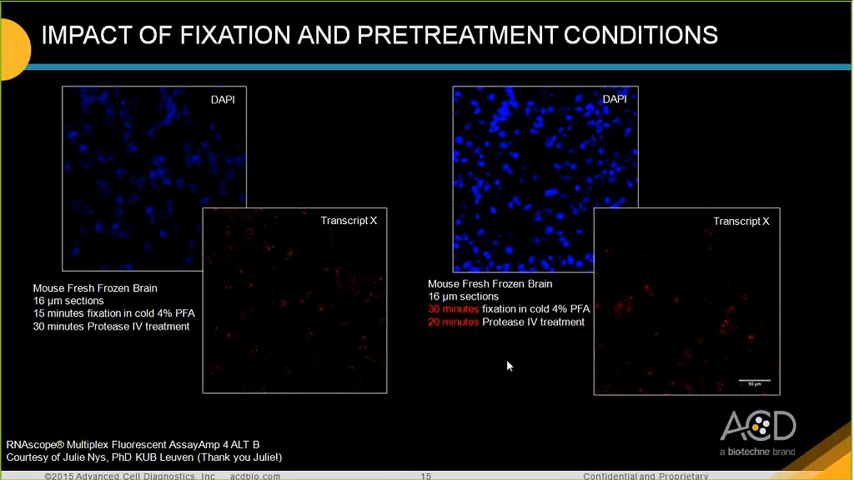 IMPACT OF FIXATION AND PRETREATMENT CONDITIONS
DAPI
Transcript X
Mouse Fresh Frozen Brain
16 µm sections
15 minutes fixation in cold 4% PFA
30 minutes Protease IV treatment
DAPI
Transcript X
Mouse Fresh Frozen Brain
16 µm sections
30 minutes fixation in cold 4% PFA
20 minutes Protease IV treatment
50 µm
RNAscope® Multiplex Fluorescent AssayAmp 4 ALT B
Courtesy of Julie Nys, PhD KUB Leuven (Thank you Julie!)
ACD
a biotechne brand
©2015 Advanced Cell Diagnostics, Inc acdbio.com
15
Confidential and Proprietary